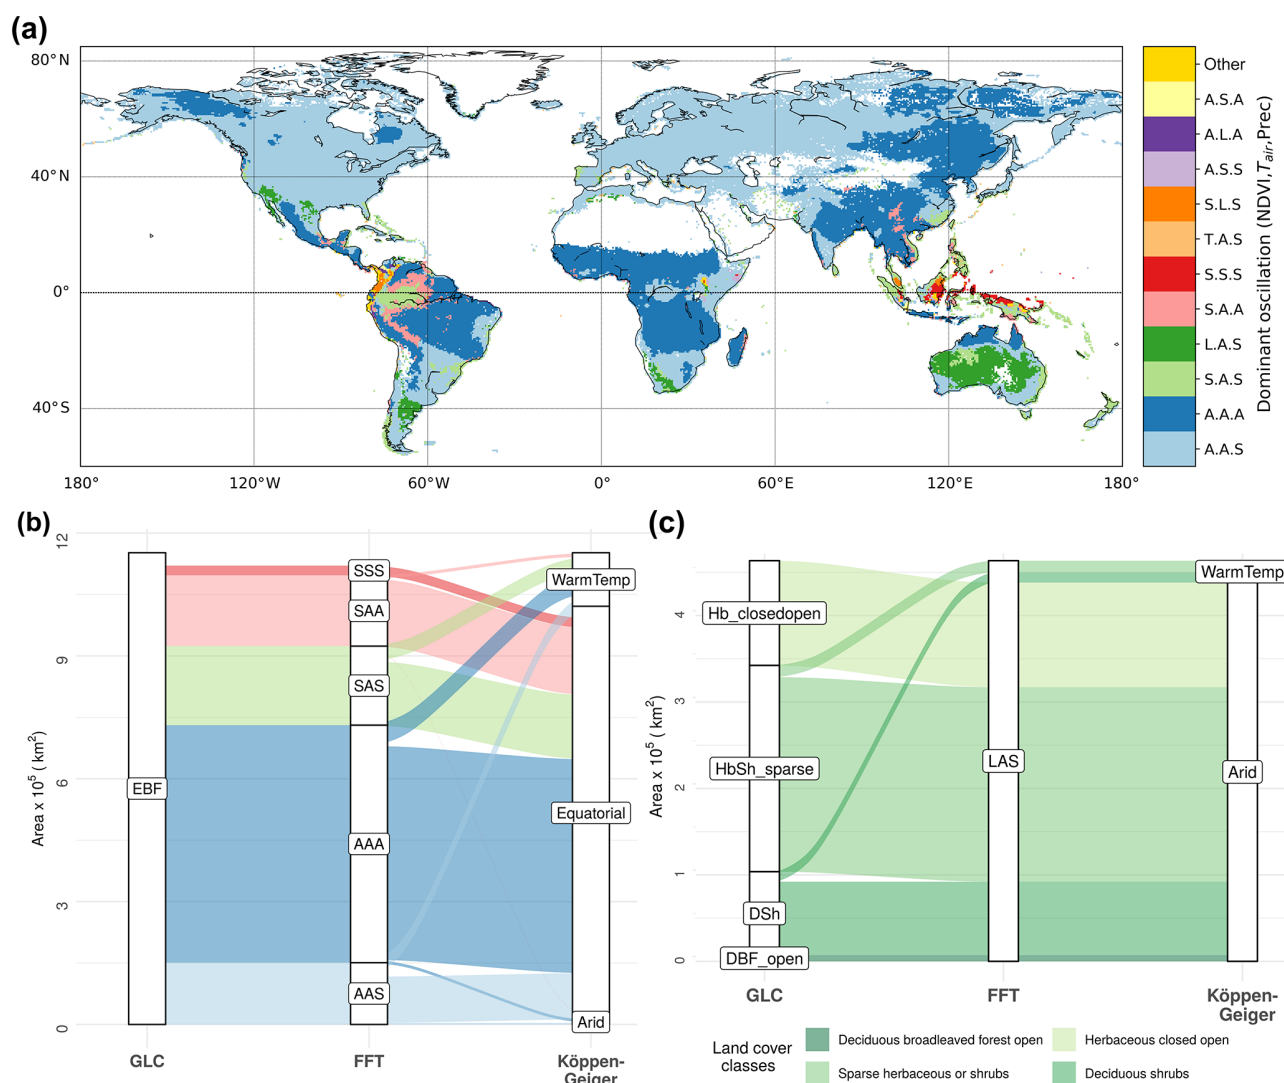 (a)
80°N
40°N
0°
40°S
180°
120°W
60°W
0°
60°E
120°E
180°
Other
A.S.A
A.L.A
A.S.S
S.L.S
T.A.S
S.S.S
S.A.A
L.A.S
S.A.S
A.A.A
A.A.S
Dominant oscillation (NDVI,Tair,Prec)
(b)
12
9
6
3
0
Area x 10⁵ ( km²)
EBF
SSS
SAA
SAS
AAA
AAS
WarmTemp
Equatorial
Arid
GLC
FFT
Köppen-
Geiger
(c)
4
3
2
1
0
Area x 10⁵ ( km²)
Hb_closedopen
HbSh_sparse
DSh
DBF_open
LAS
WarmTemp
Arid
GLC
FFT
Köppen-
Geiger
Land cover
classes
Deciduous broadleaved forest open
Herbaceous closed open
Sparse herbaceous or shrubs
Deciduous shrubs